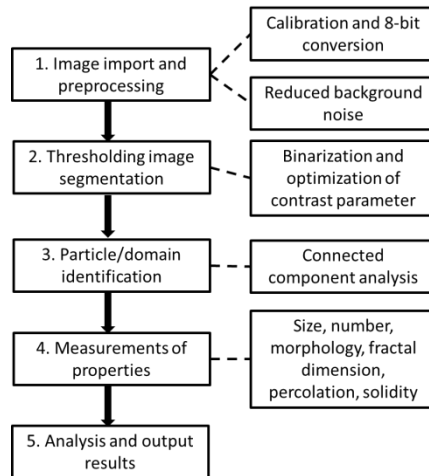 Calibration and 8-bit
conversion
1. Image import and
preprocessing
Reduced background
noise
2. Thresholding image
segmentation
Binarization and
optimization of
contrast parameter
3. Particle/domain
identification
Connected
component analysis
4. Measurements of
properties
Size, number,
morphology, fractal
dimension,
percolation, solidity
5. Analysis and output
results